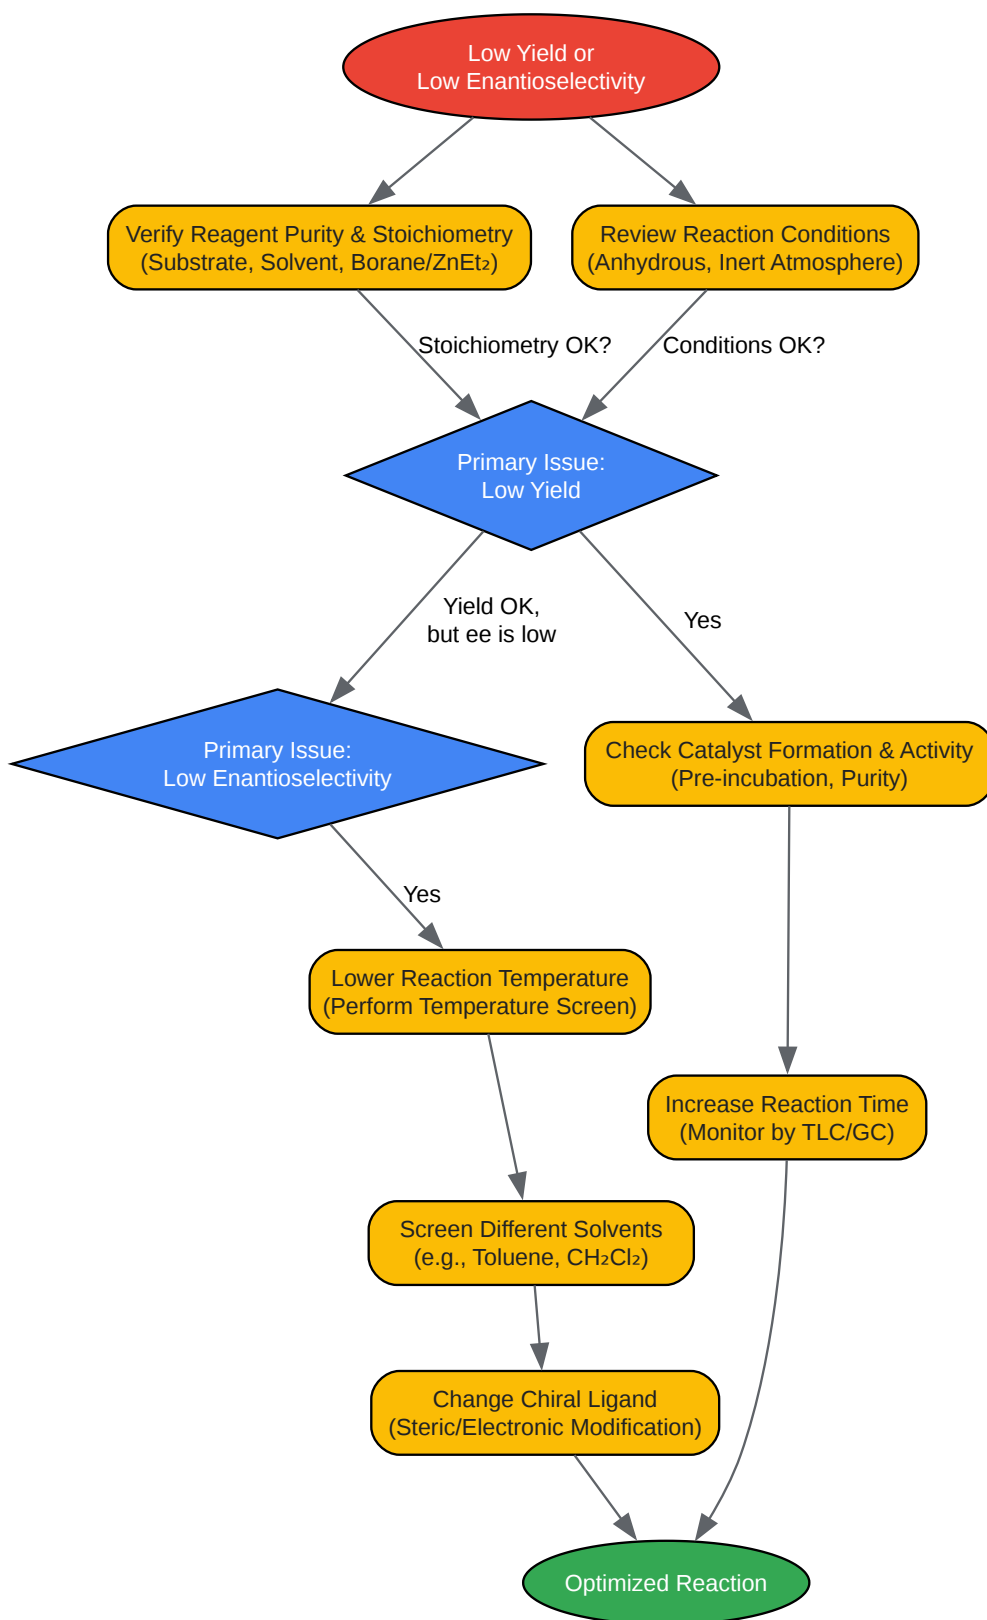 Low Yield or
Low Enantioselectivity
Verify Reagent Purity & Stoichiometry
(Substrate, Solvent, Borane/ZnEt₂)
Review Reaction Conditions
(Anhydrous, Inert Atmosphere)
Stoichiometry OK?
Conditions OK?
Primary Issue:
Low Yield
Yield OK,
but ee is low
Yes
Primary Issue:
Low Enantioselectivity
Check Catalyst Formation & Activity
(Pre-incubation, Purity)
Yes
Lower Reaction Temperature
(Perform Temperature Screen)
Increase Reaction Time
(Monitor by TLC/GC)
Screen Different Solvents
(e.g., Toluene, CH₂Cl₂)
Change Chiral Ligand
(Steric/Electronic Modification)
Optimized Reaction